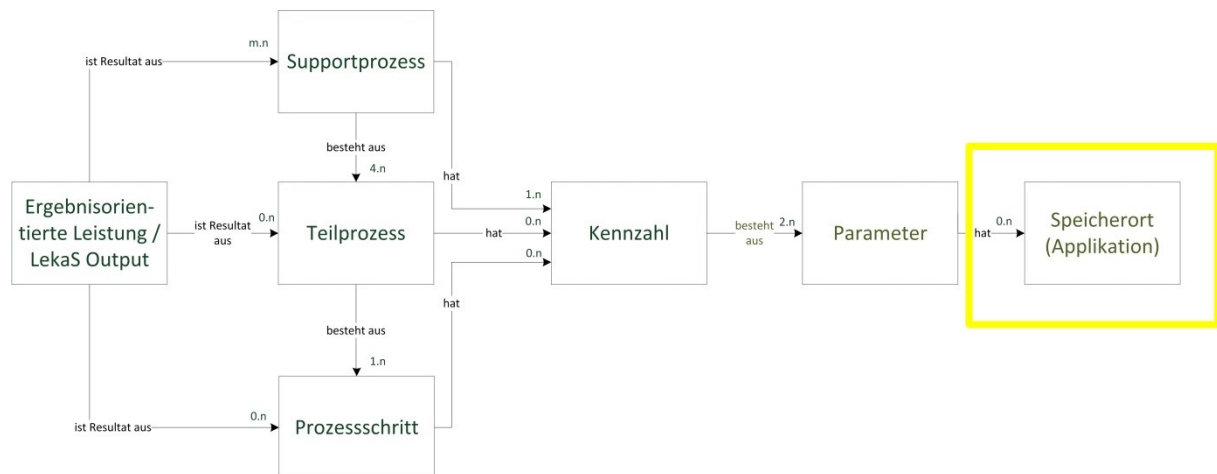 m.n
ist Resultat aus
Supportprozess
besteht aus
hat
4.n
1.n
Ergebnisorien-
tierte Leistung /
LekaS Output
0.n
ist Resultat
aus
Teilprozess
0.n
hat
0.n
Kennzahl
besteht
aus
2.n
Parameter
0.n
hat
Speicherort
(Applikation)
hat
besteht aus
1.n
0.n
ist Resultat aus
Prozessschritt